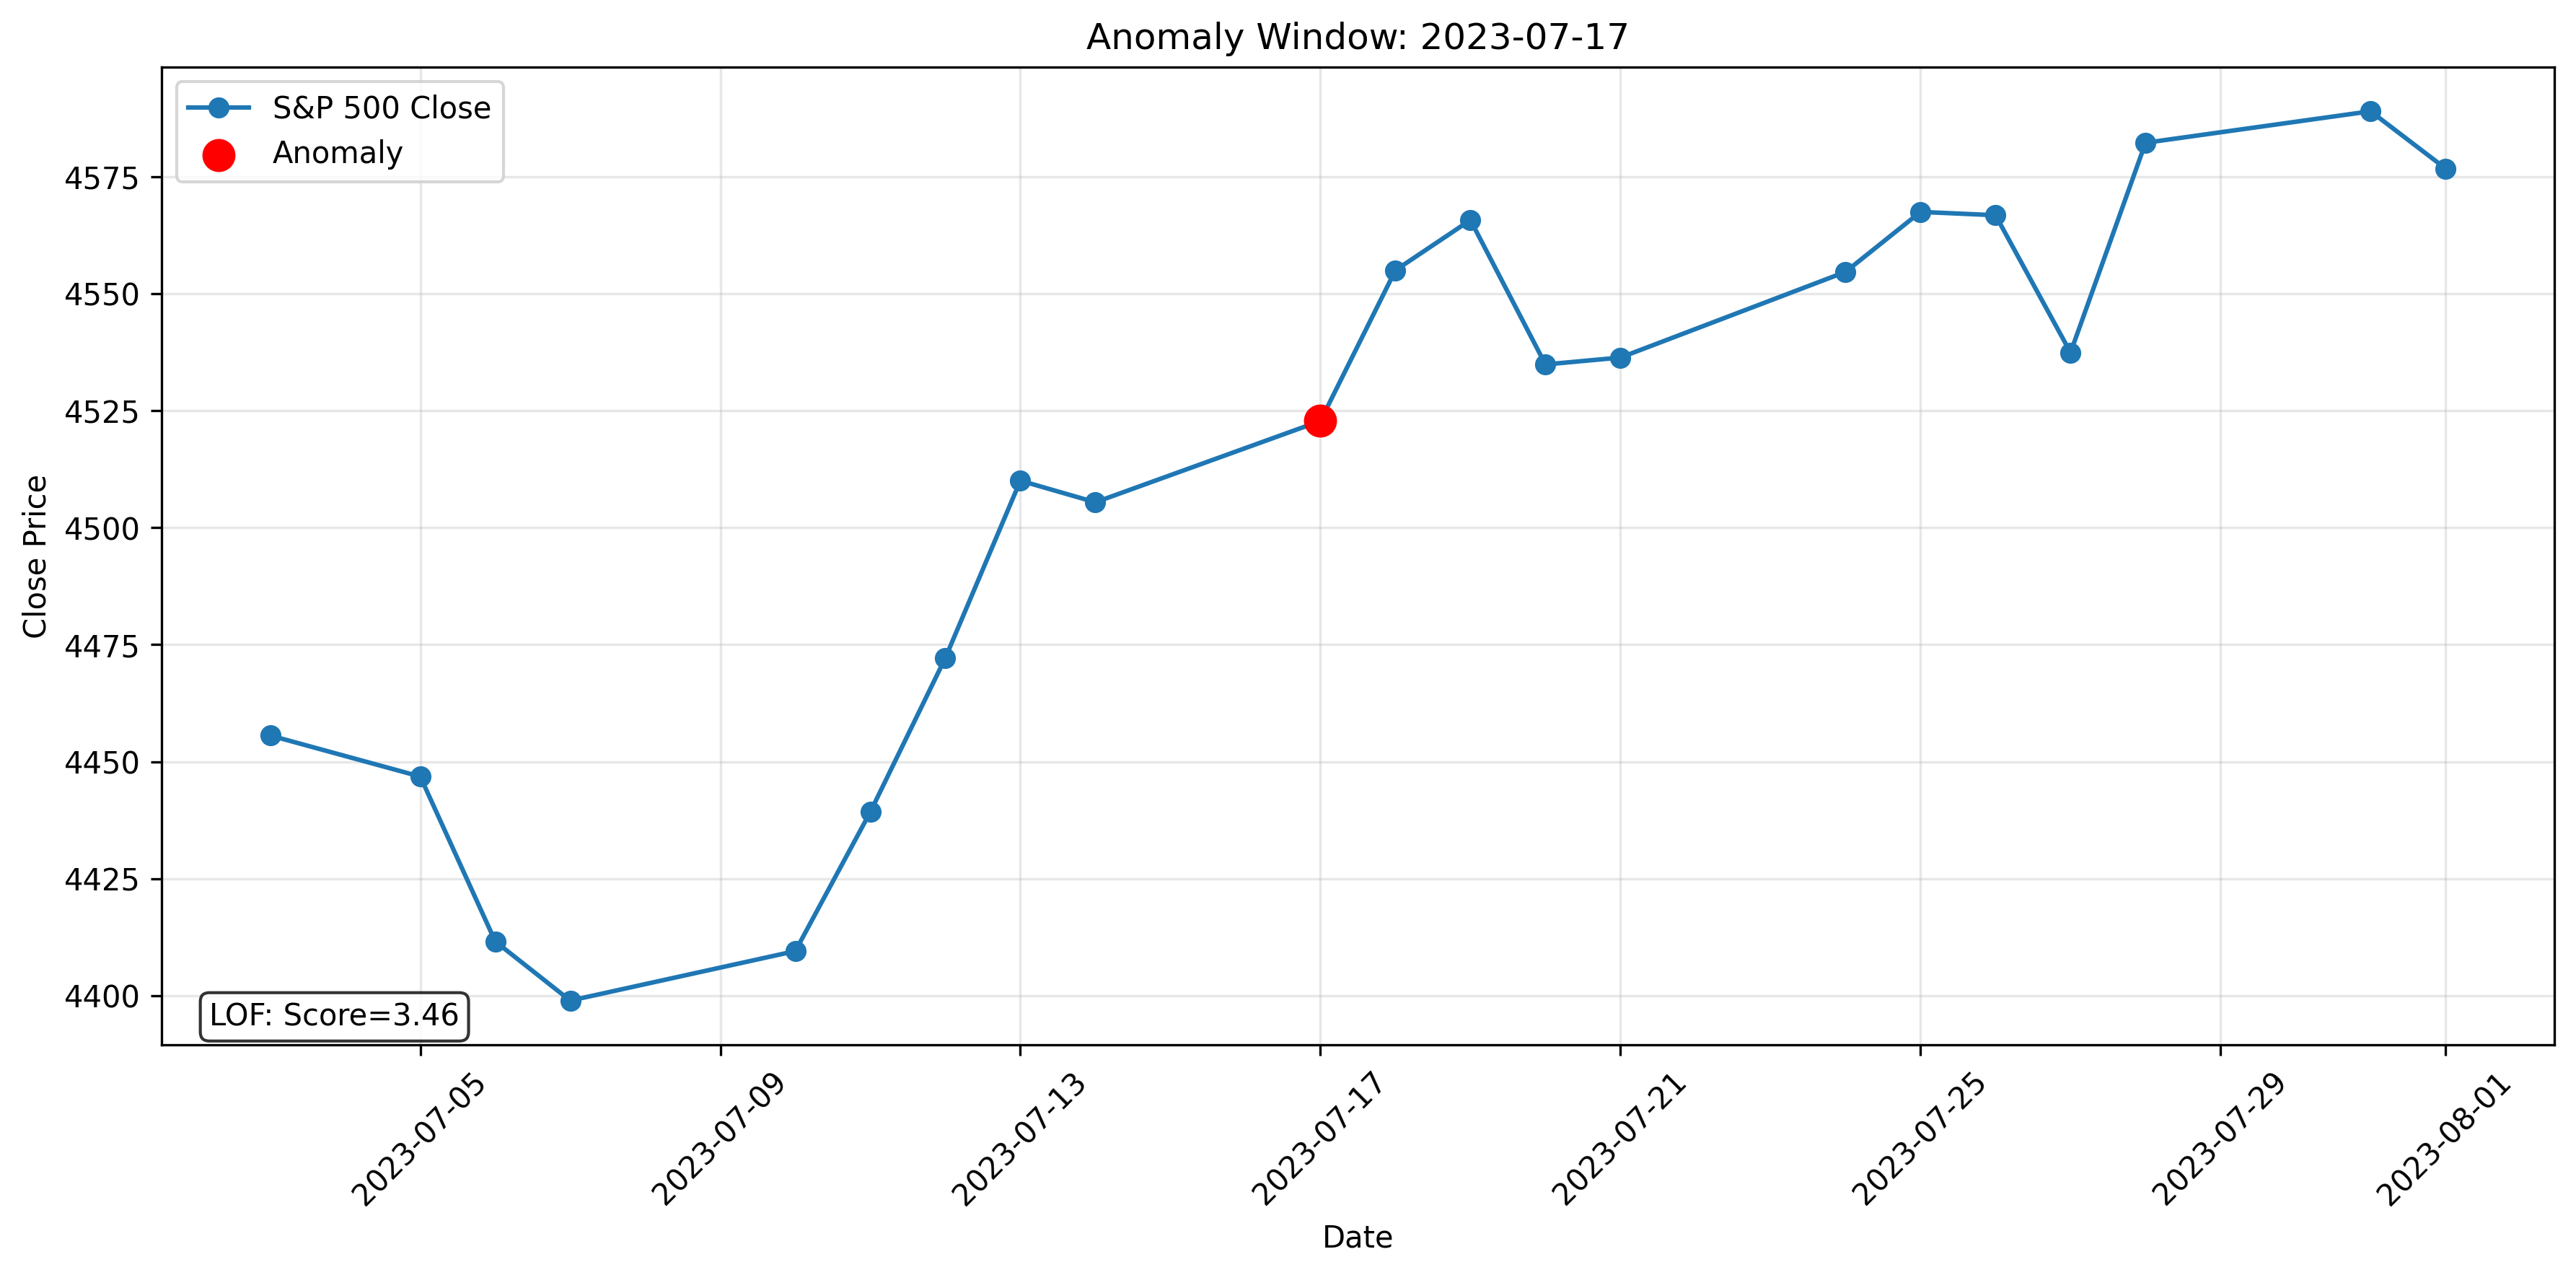 Anomaly Window: 2023-07-17
S&P 500 Close
Anomaly
4575
4550
4525
4500
4475
4450
4425
4400
Close Price
LOF: Score=3.46
2023-07-05
2023-07-09
2023-07-13
2023-07-17
2023-07-21
2023-07-25
2023-07-29
2023-08-01
Date